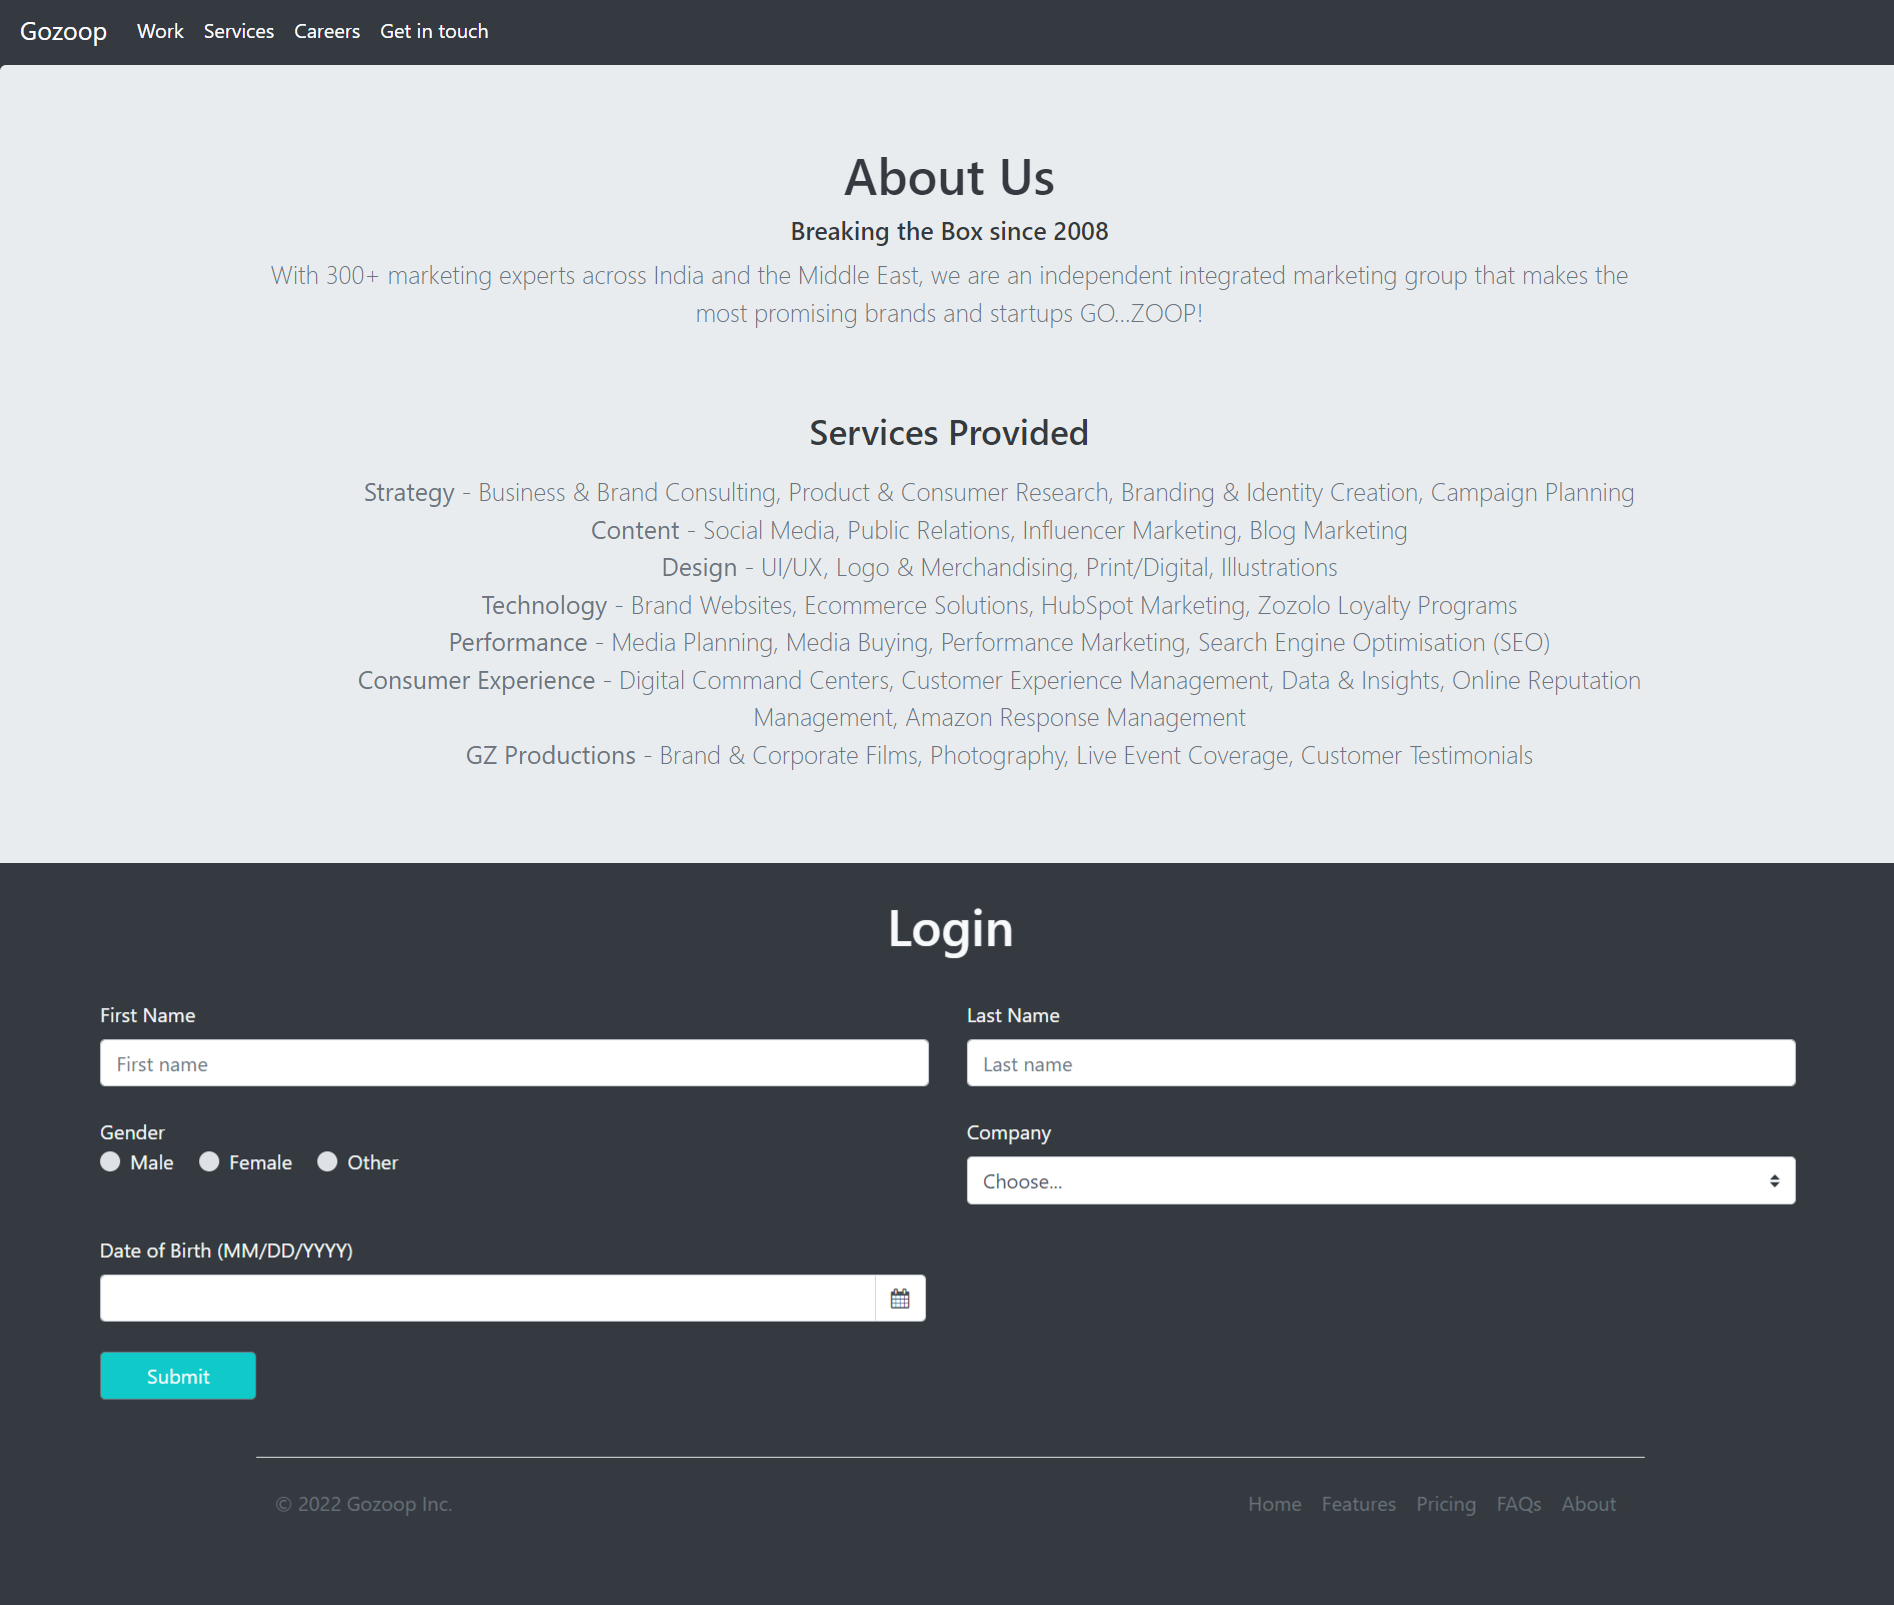 Gozoop Work Services Careers Get in touch
About Us
Breaking the Box since 2008
With 300+ marketing experts across India and the Middle East, we are an independent integrated marketing group that makes the
most promising brands and startups GO...ZOOP!
Services Provided
Strategy - Business & Brand Consulting, Product & Consumer Research, Branding & Identity Creation, Campaign Planning
Content - Social Media, Public Relations, Influencer Marketing, Blog Marketing
Design - UI/UX, Logo & Merchandising, Print/Digital, Illustrations
Technology - Brand Websites, Ecommerce Solutions, HubSpot Marketing, Zozolo Loyalty Programs
Performance - Media Planning, Media Buying, Performance Marketing, Search Engine Optimisation (SEO)
Consumer Experience - Digital Command Centers, Customer Experience Management, Data & Insights, Online Reputation
Management, Amazon Response Management
GZ Productions - Brand & Corporate Films, Photography, Live Event Coverage, Customer Testimonials
Login
First Name Last Name
First name Last name
Gender Company
Male Female Other
Choose...
Date of Birth (MM/DD/YYYY)
Submit
© 2022 Gozoop Inc. Home Features Pricing FAQs About